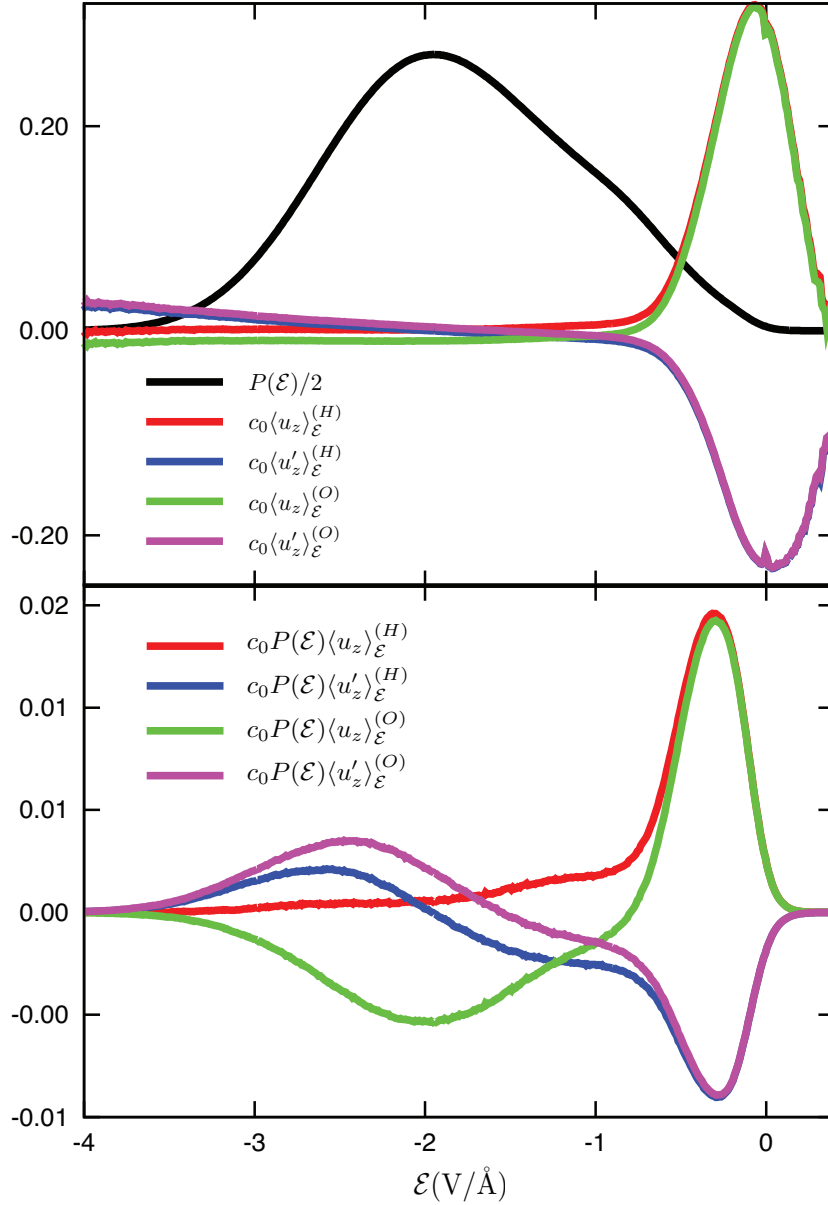 0.20
0.00
-0.20
P(ℰ)/2
c₀⟨u_z⟩_ℰ^(H)
c₀⟨u′_z⟩_ℰ^(H)
c₀⟨u_z⟩_ℰ^(O)
c₀⟨u′_z⟩_ℰ^(O)
0.02
0.01
0.01
0.00
-0.00
-0.01
c₀P(ℰ)⟨u_z⟩_ℰ^(H)
c₀P(ℰ)⟨u′_z⟩_ℰ^(H)
c₀P(ℰ)⟨u_z⟩_ℰ^(O)
c₀P(ℰ)⟨u′_z⟩_ℰ^(O)
-4 -3 -2 -1 0
ℰ(V/Å)